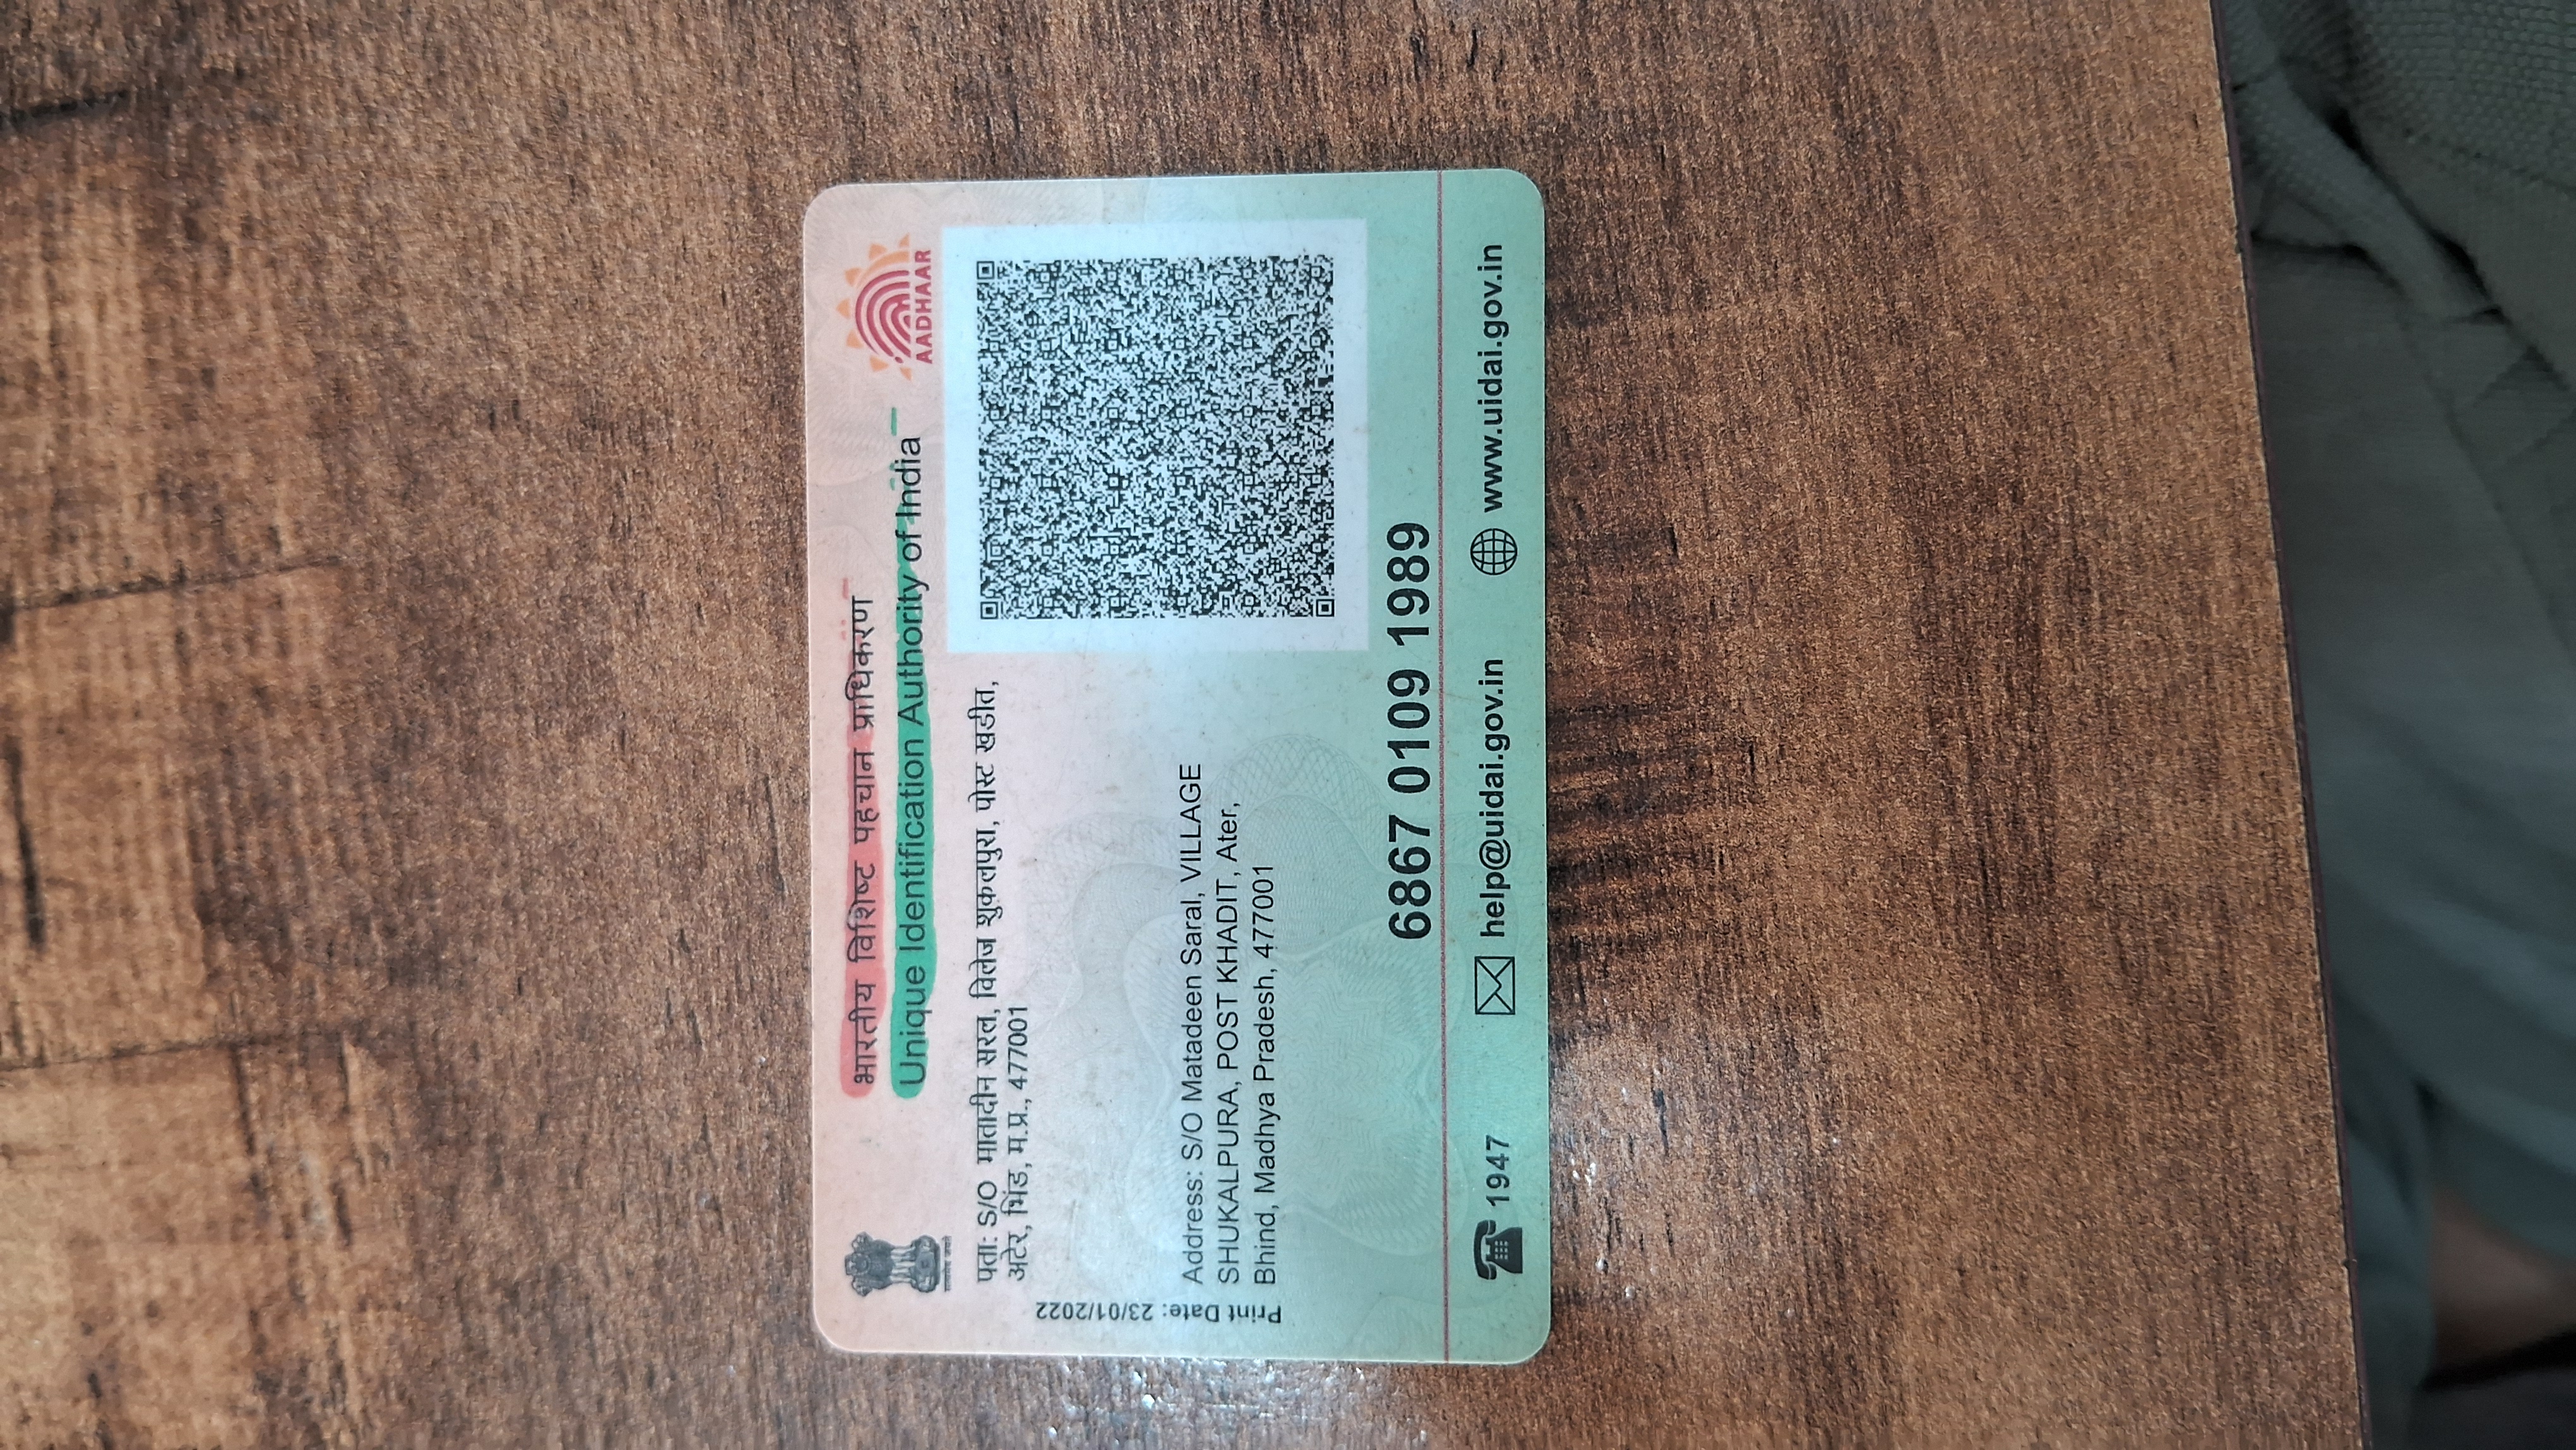 भारतीय विशिष्ट पहचान प्राधिकरण
Unique Identification Authority of India
AADHAAR
पता: S/O मातादीन सरल, विलेज शुकलपुरा, पोस्ट खडीत,
अटेर, भिंड, म.प्र., 477001
Address: S/O Matadeen Saral, VILLAGE
SHUKALPURA, POST KHADIT, Ater,
Bhind, Madhya Pradesh, 477001
Print Date: 23/01/2022
6867 0109 1989
1947
help@uidai.gov.in
www.uidai.gov.in